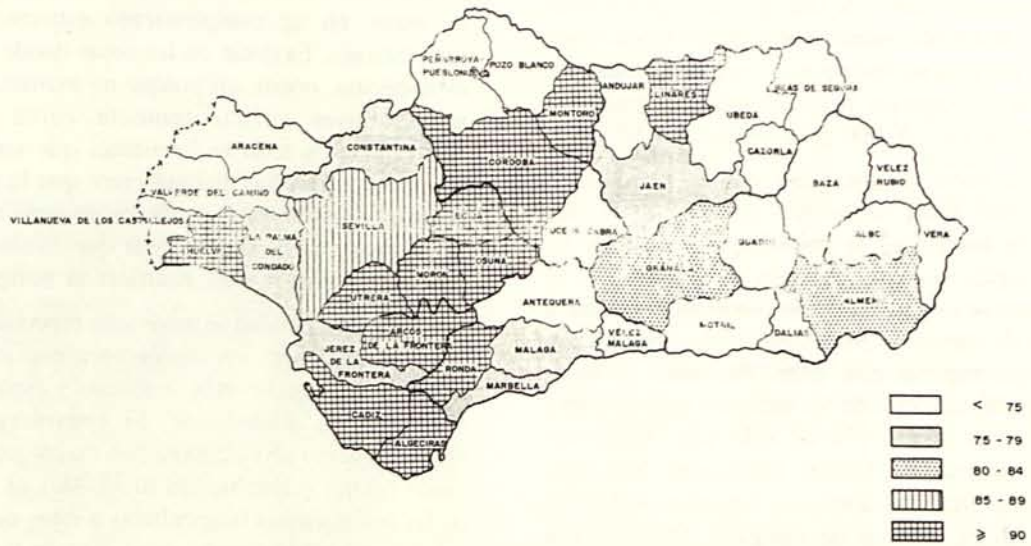 PEÑARROYA-
PUEBLONUEVO
POZO BLANCO
ANDUJAR
LINARES
UBEDA
MONTORO
ARACENA
CONSTANTINA
CORDOBA
CAZORLA
JAEN
BAZA
VELEZ
RUBIO
VALVERDE DEL CAMINO
VILLANUEVA DE LOS CASTILLEJOS
SEVILLA
LA PALMA
DEL
CONDADO
CABRA
VERA
OSUNA
MORON
GUADIX
ALMERIA
UTRERA
ANTEQUERA
MOTRIL
DALIAS
ARCOS
DE LA FRONTERA
JEREZ
DE LA
FRONTERA
RONDA
MALAGA
VELEZ
MALAGA
MARBELLA
CADIZ
ALGECIRAS
< 75
75 - 79
80 - 84
85 - 89
≥ 90